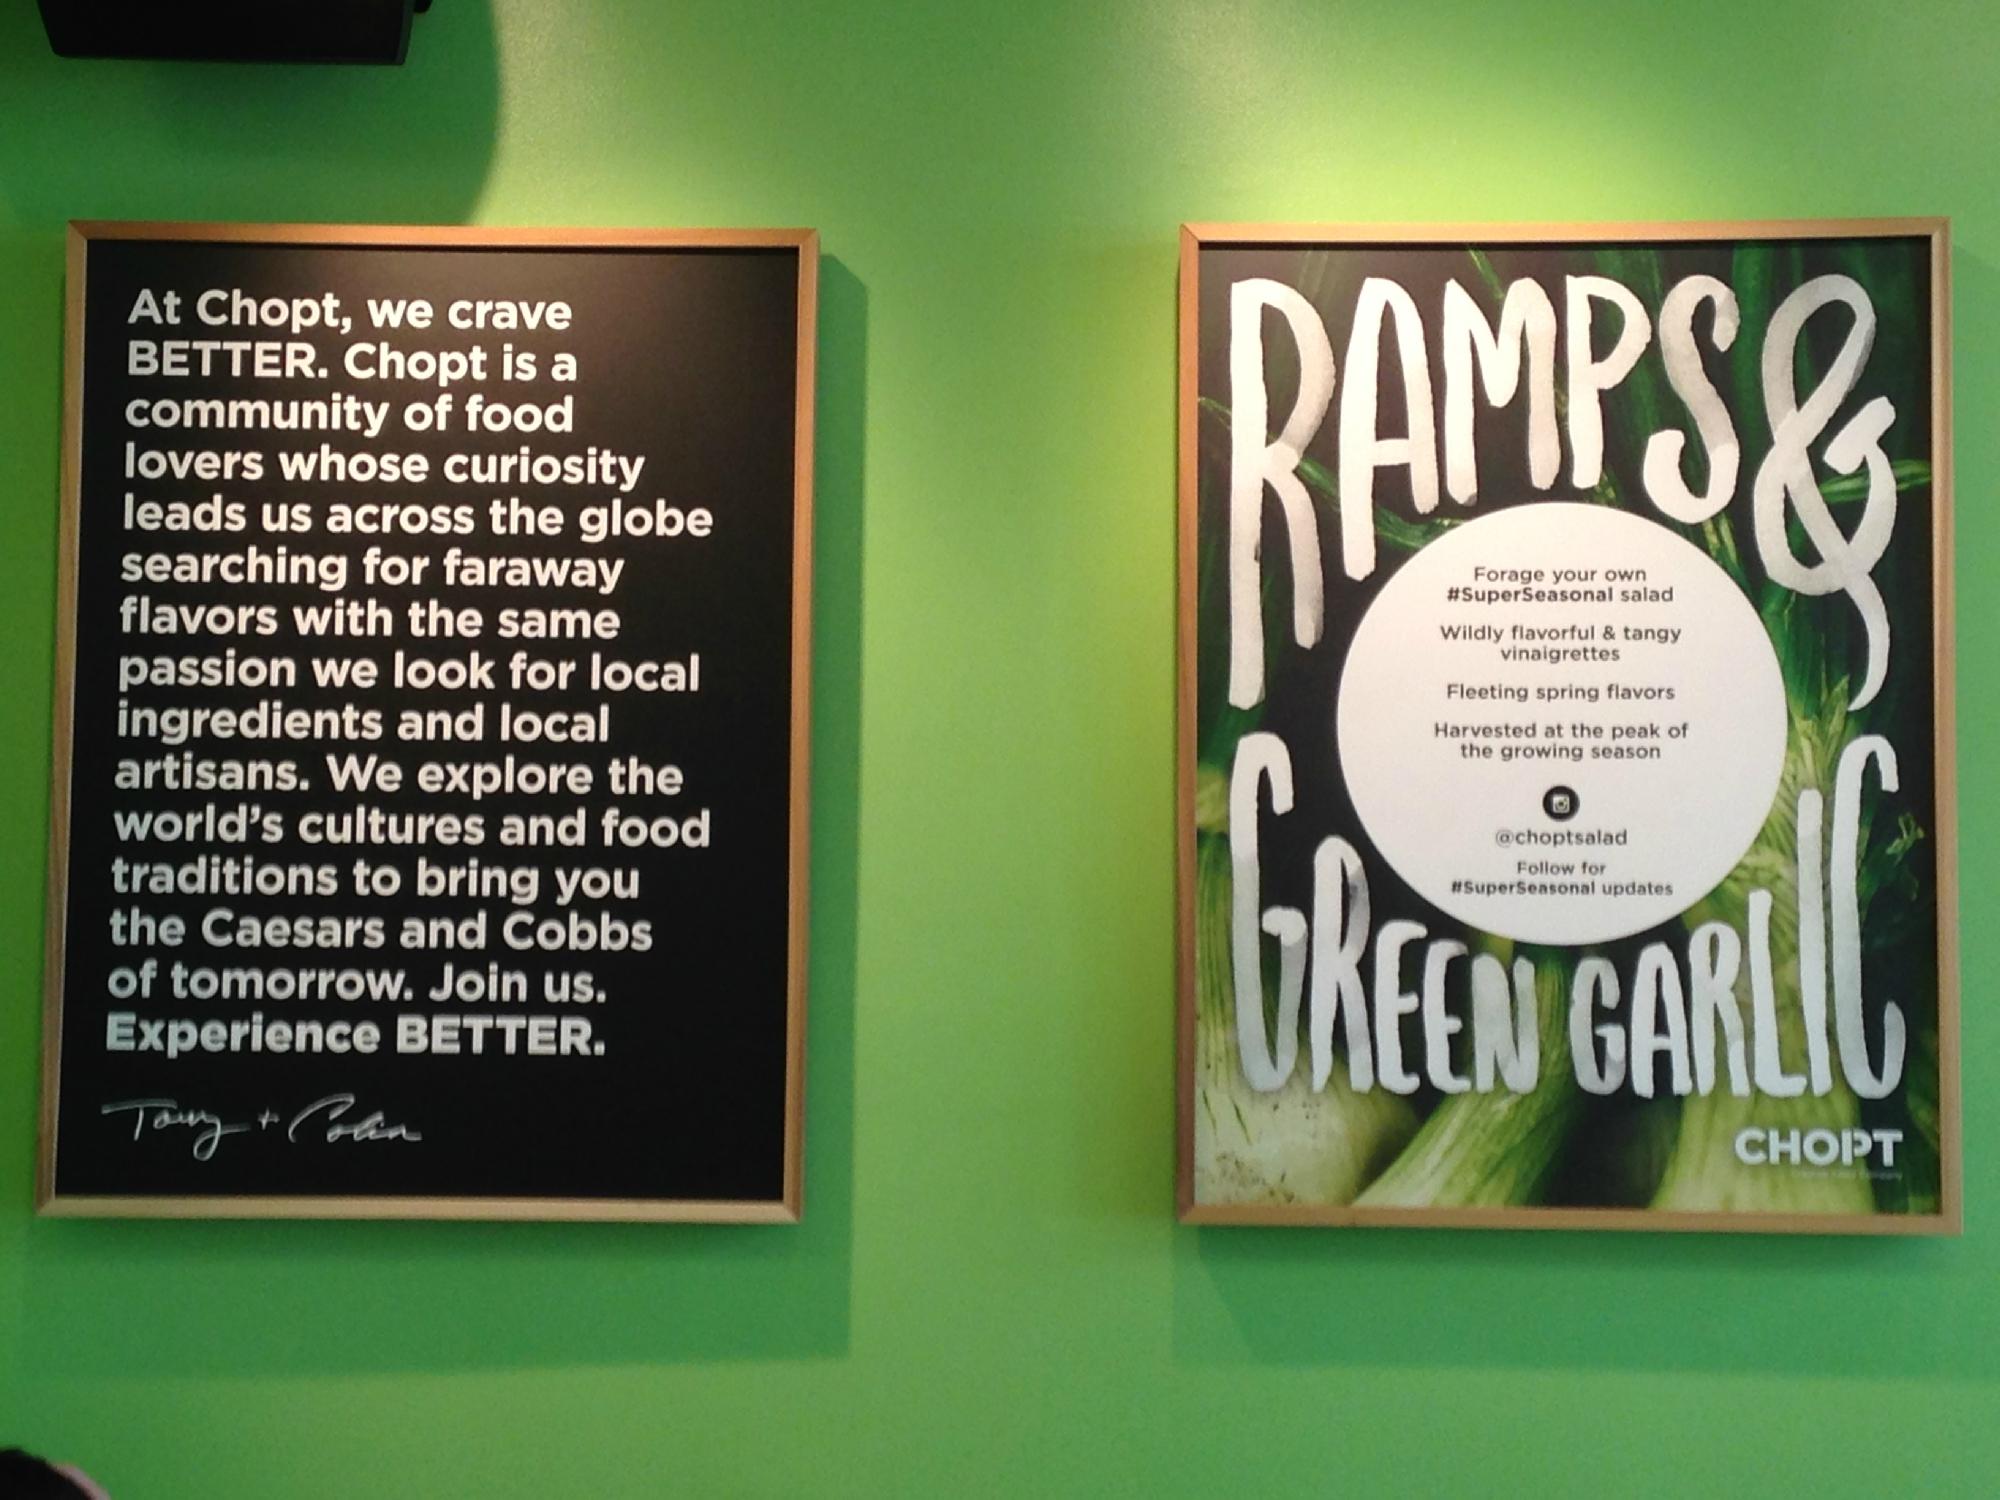 At Chopt, we crave
BETTER. Chopt is a
community of food
lovers whose curiosity
leads us across the globe
searching for faraway
flavors with the same
passion we look for local
ingredients and local
artisans. We explore the
world's cultures and food
traditions to bring you
the Caesars and Cobbs
of tomorrow. Join us.
Experience BETTER.
Tony + Colin
RAMPS &
Forage your own
#SuperSeasonal salad
Wildly flavorful & tangy
vinaigrettes
Fleeting spring flavors
Harvested at the peak of
the growing season
@choptsalad
Follow for
#SuperSeasonal updates
GREEN GARLIC
CHOPT